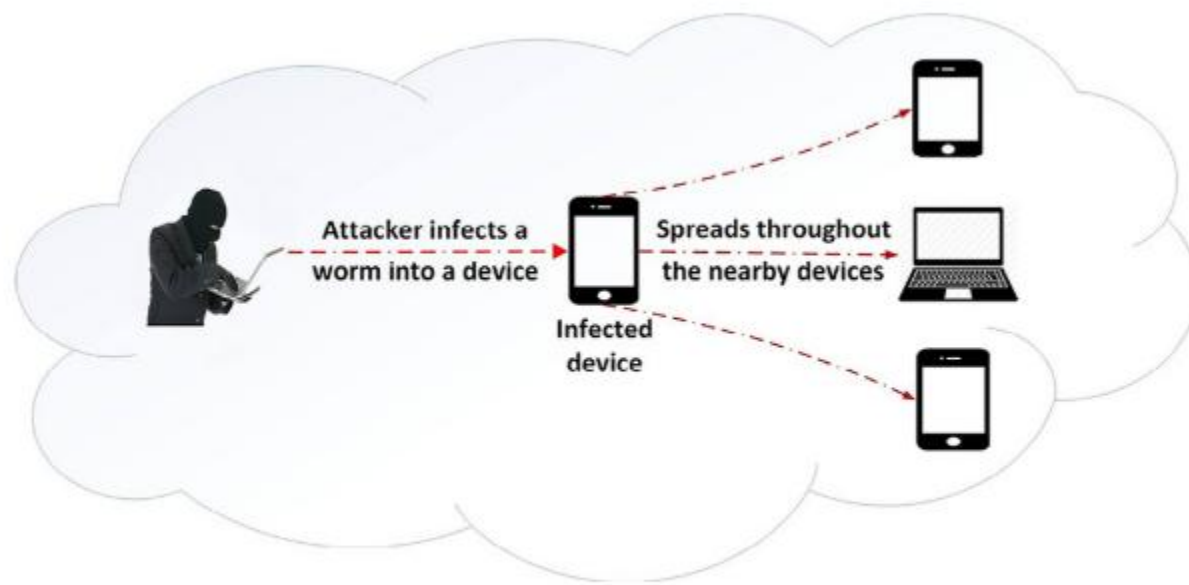 Attacker infects a
worm into a device
Infected
device
Spreads throughout
the nearby devices